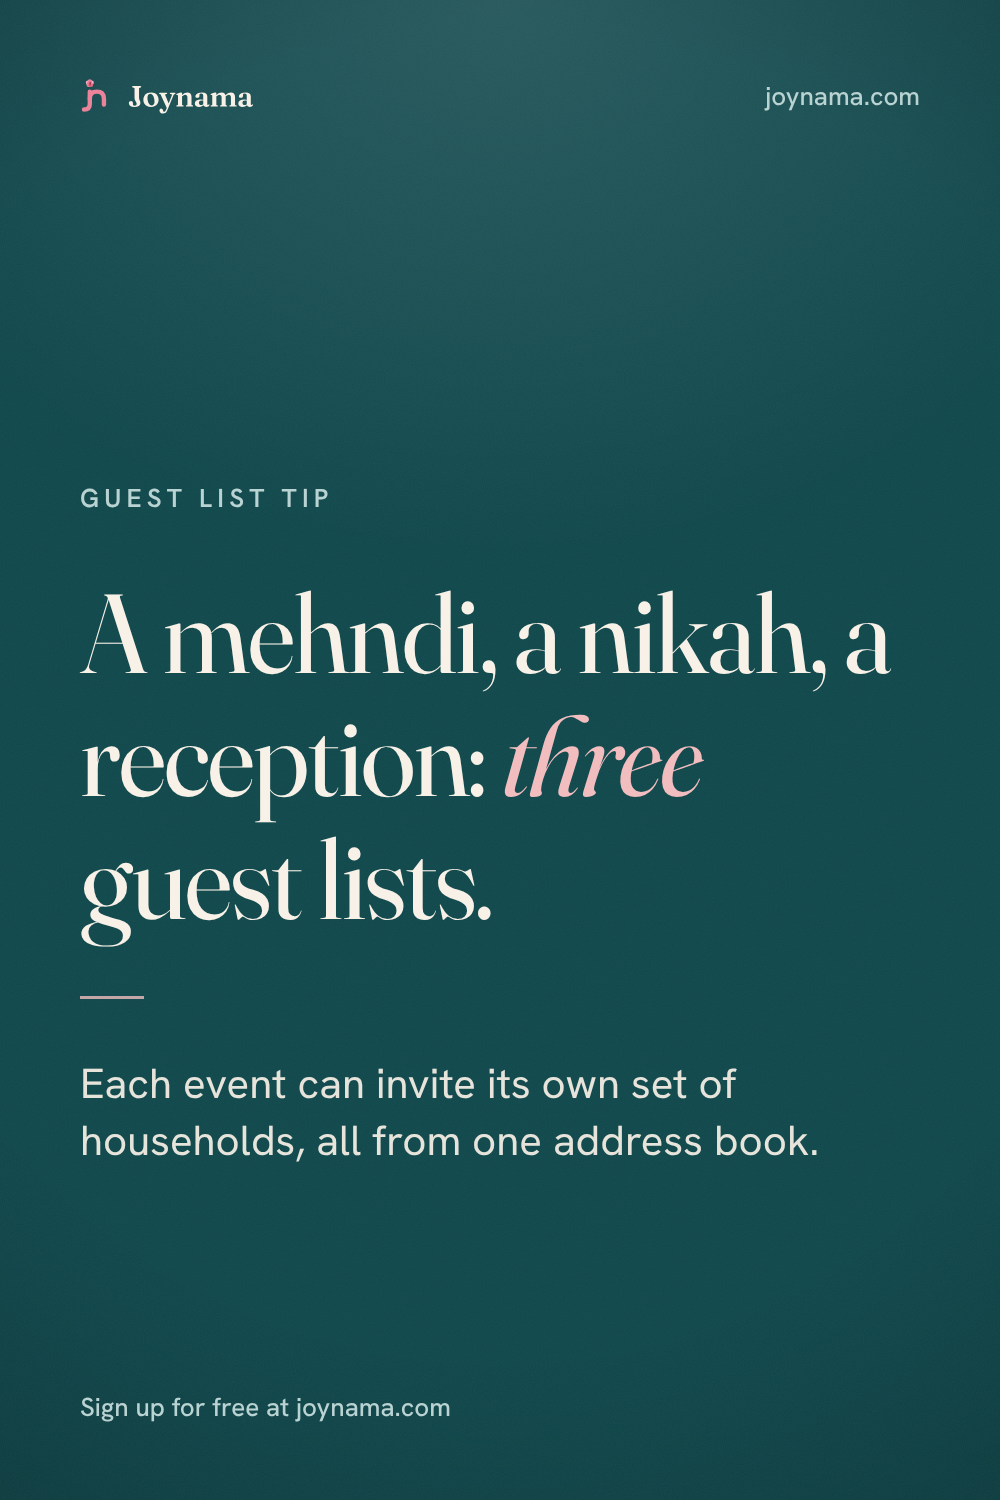 Joynama
joynama.com
GUEST LIST TIP
A mehndi, a nikah, a
reception: three
guest lists.
Each event can invite its own set of
households, all from one address book.
Sign up for free at joynama.com